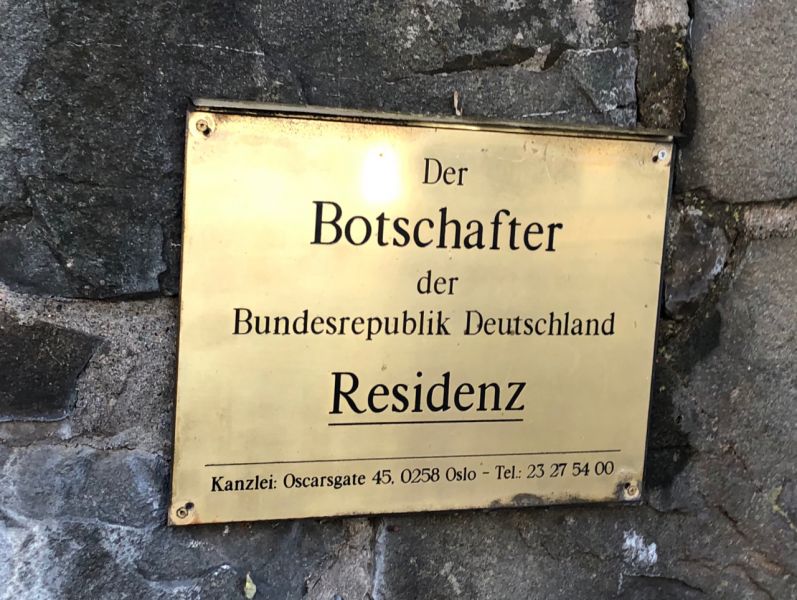 Der
Botschafter
der
Bundesrepublik Deutschland
Residenz
Kanzlei: Oscarsgate 45, 0258 Oslo - Tel.: 23 27 54 00